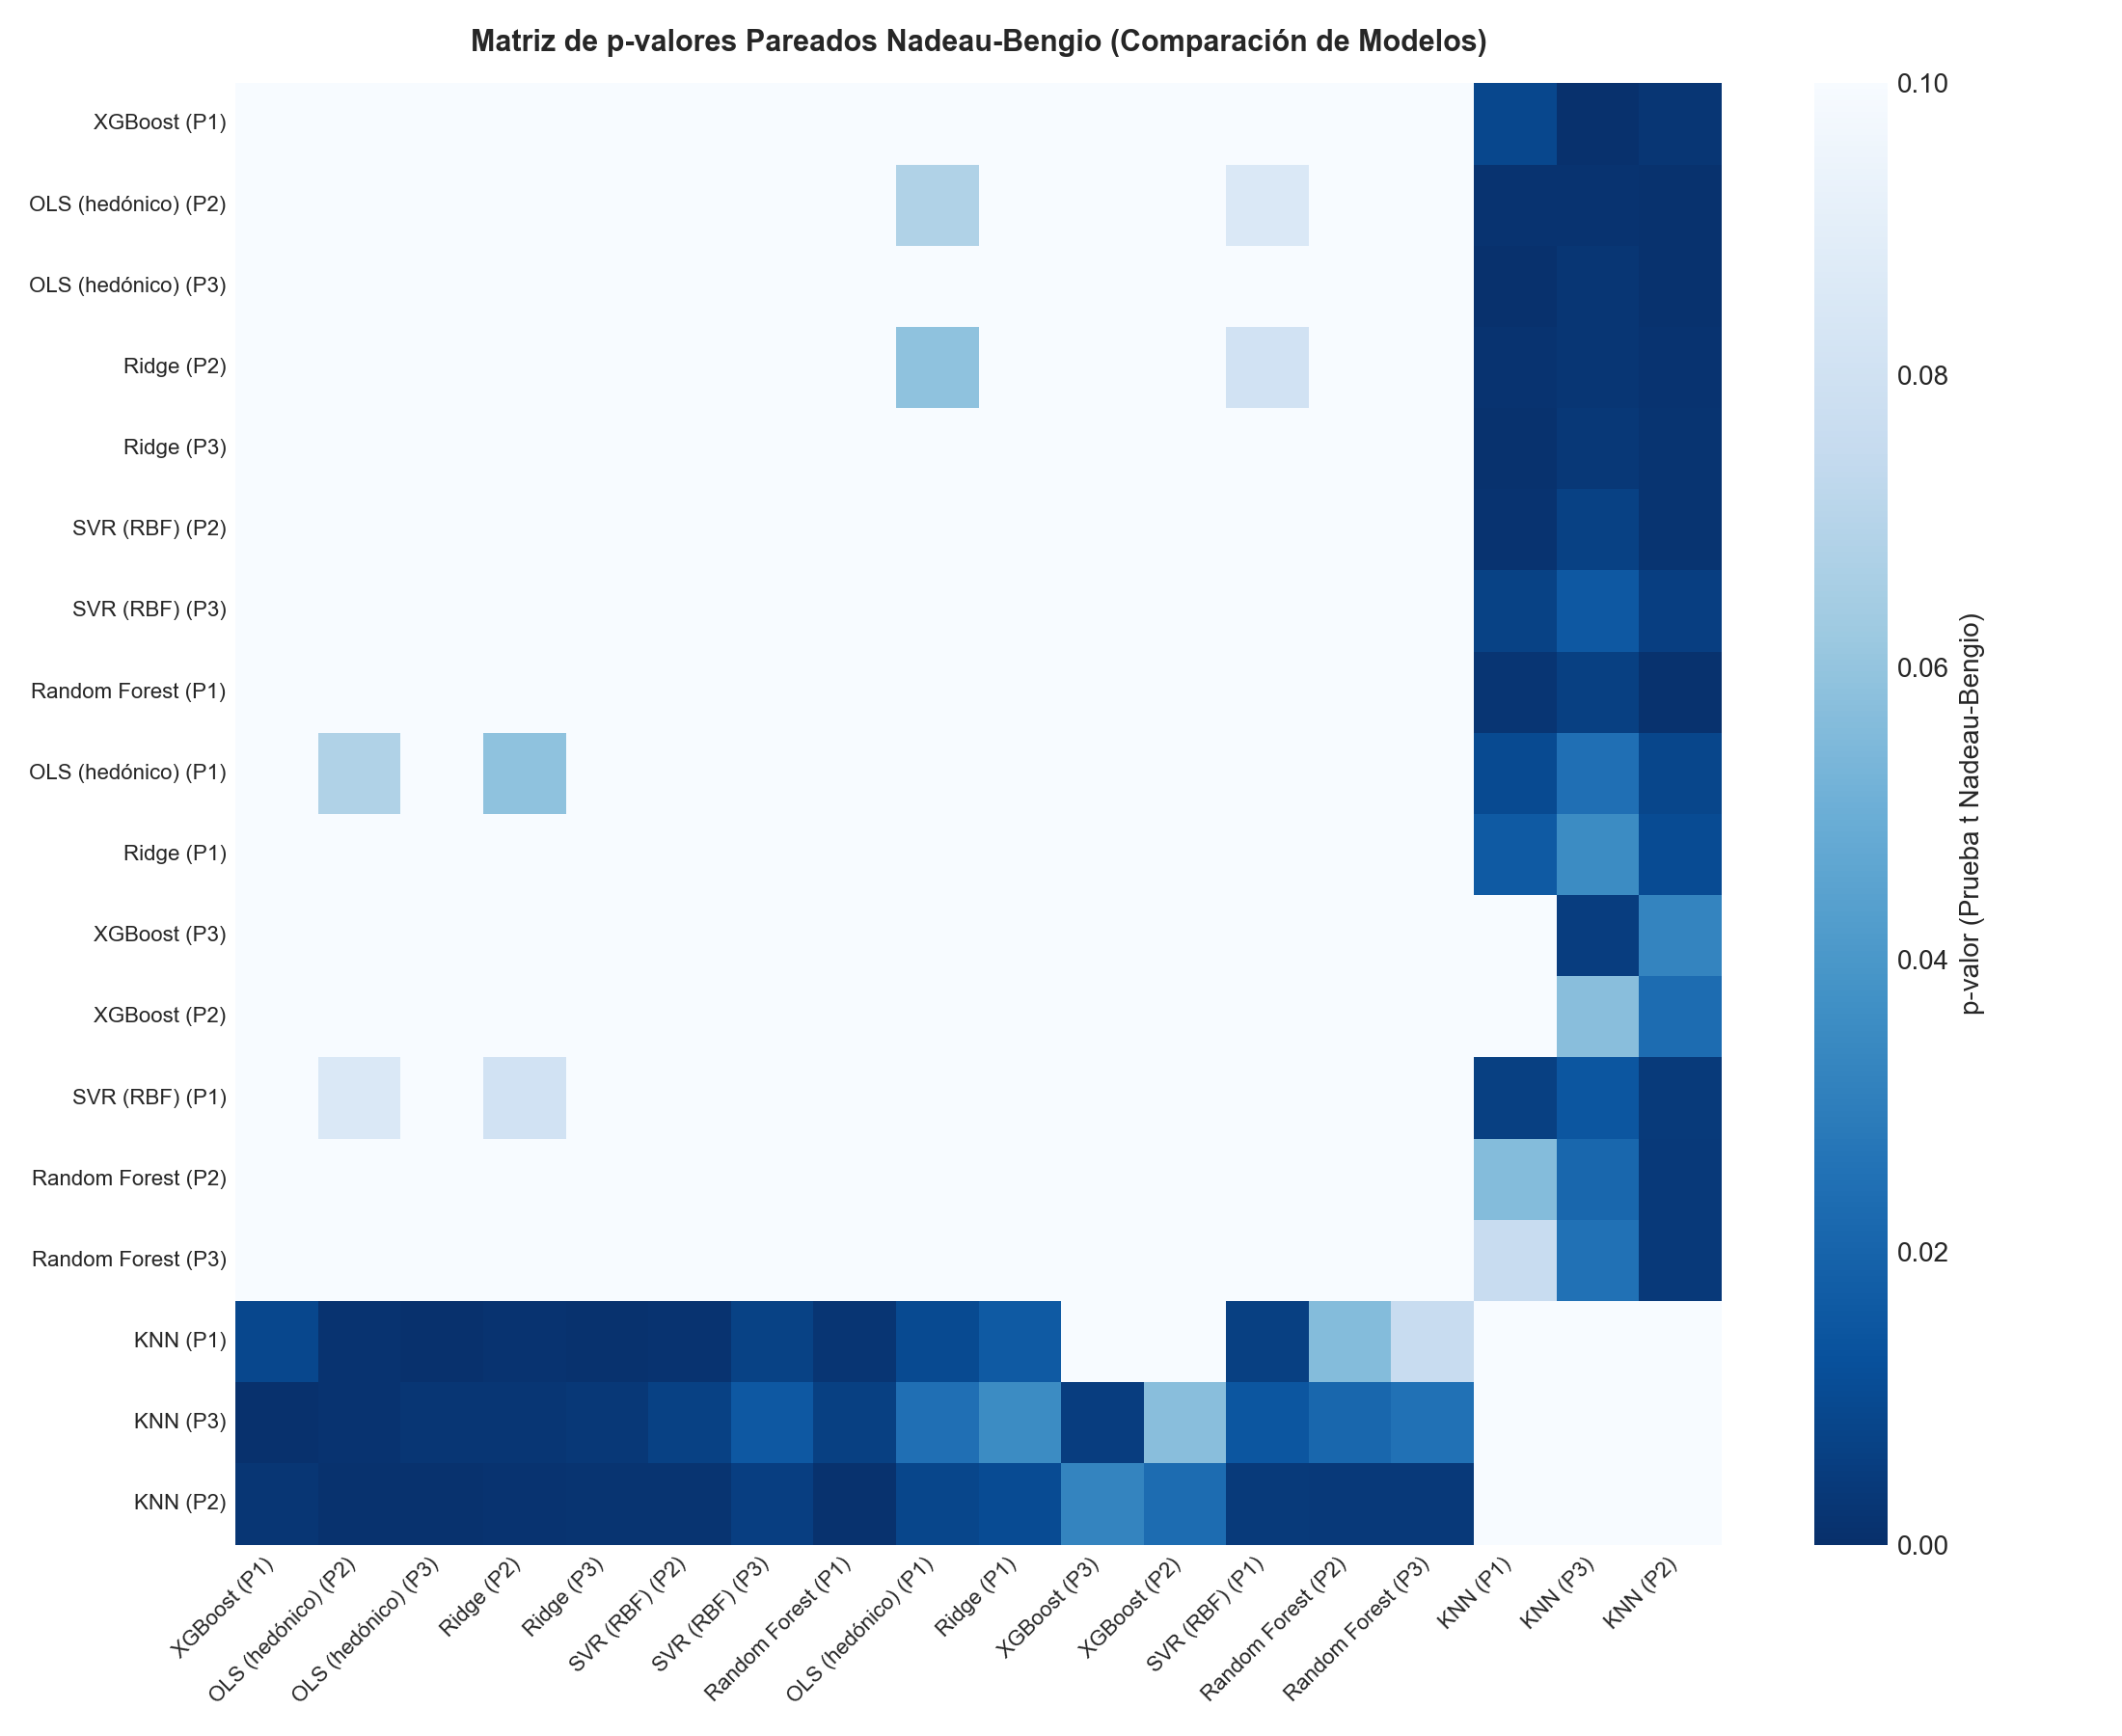 Matriz de p-valores Pareados Nadeau-Bengio (Comparación de Modelos)
XGBoost (P1)
OLS (hedónico) (P2)
OLS (hedónico) (P3)
Ridge (P2)
Ridge (P3)
SVR (RBF) (P2)
SVR (RBF) (P3)
Random Forest (P1)
OLS (hedónico) (P1)
Ridge (P1)
XGBoost (P3)
XGBoost (P2)
SVR (RBF) (P1)
Random Forest (P2)
Random Forest (P3)
KNN (P1)
KNN (P3)
KNN (P2)
XGBoost (P1)
OLS (hedónico) (P2)
OLS (hedónico) (P3)
Ridge (P2)
Ridge (P3)
SVR (RBF) (P2)
SVR (RBF) (P3)
Random Forest (P1)
OLS (hedónico) (P1)
Ridge (P1)
XGBoost (P3)
XGBoost (P2)
SVR (RBF) (P1)
Random Forest (P2)
Random Forest (P3)
KNN (P1)
KNN (P3)
KNN (P2)
0.10
0.08
0.06
0.04
0.02
0.00
p-valor (Prueba t Nadeau-Bengio)